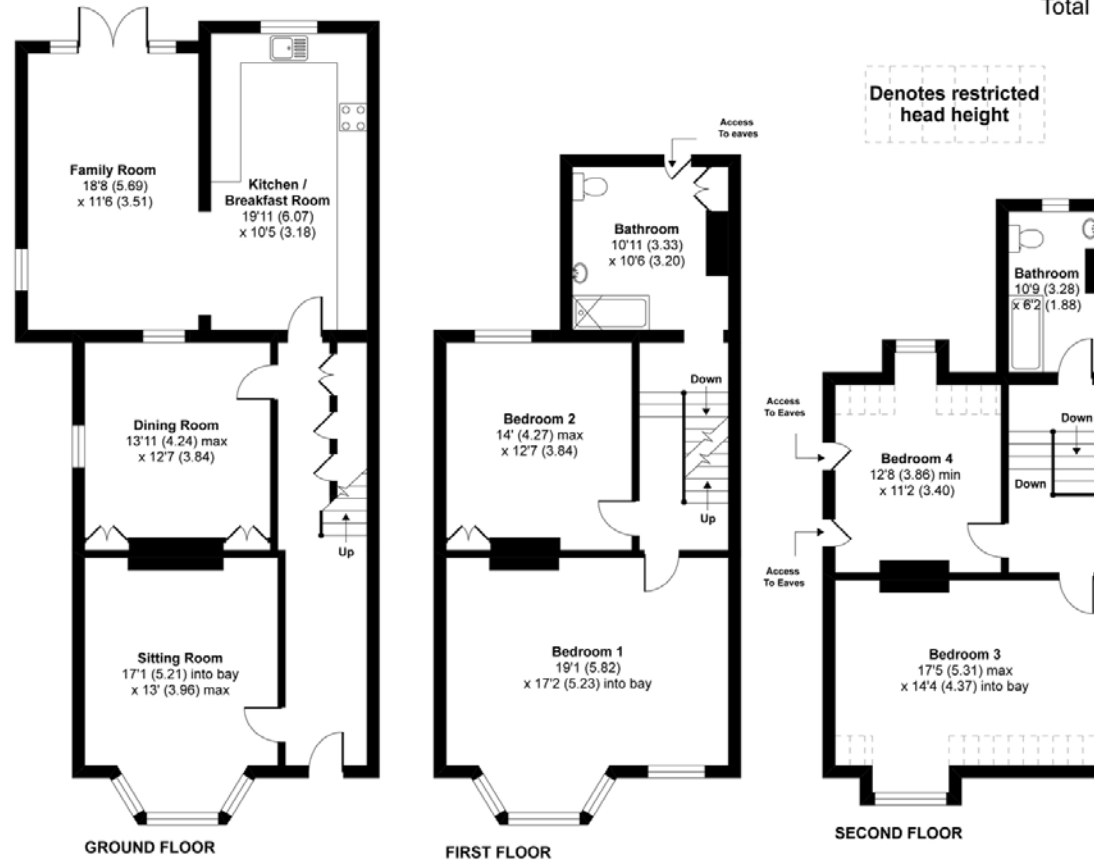 Total
Denotes restricted
head height
Family Room
18'8 (5.69)
x 11'6 (3.51)
Kitchen /
Breakfast Room
19'11 (6.07)
x 10'5 (3.18)
Dining Room
13'11 (4.24) max
x 12'7 (3.84)
Up
Sitting Room
17'1 (5.21) into bay
x 13' (3.96) max
GROUND FLOOR
Access
To eaves
Bathroom
10'11 (3.33)
x 10'6 (3.20)
Down
Bedroom 2
14' (4.27) max
x 12'7 (3.84)
Up
Bedroom 1
19'1 (5.82)
x 17'2 (5.23) into bay
FIRST FLOOR
Bathroom
10'9 (3.28)
x 6'2 (1.88)
Access
To Eaves
Down
Bedroom 4
12'8 (3.86) min
x 11'2 (3.40)
Down
Access
To Eaves
Bedroom 3
17'5 (5.31) max
x 14'4 (4.37) into bay
SECOND FLOOR